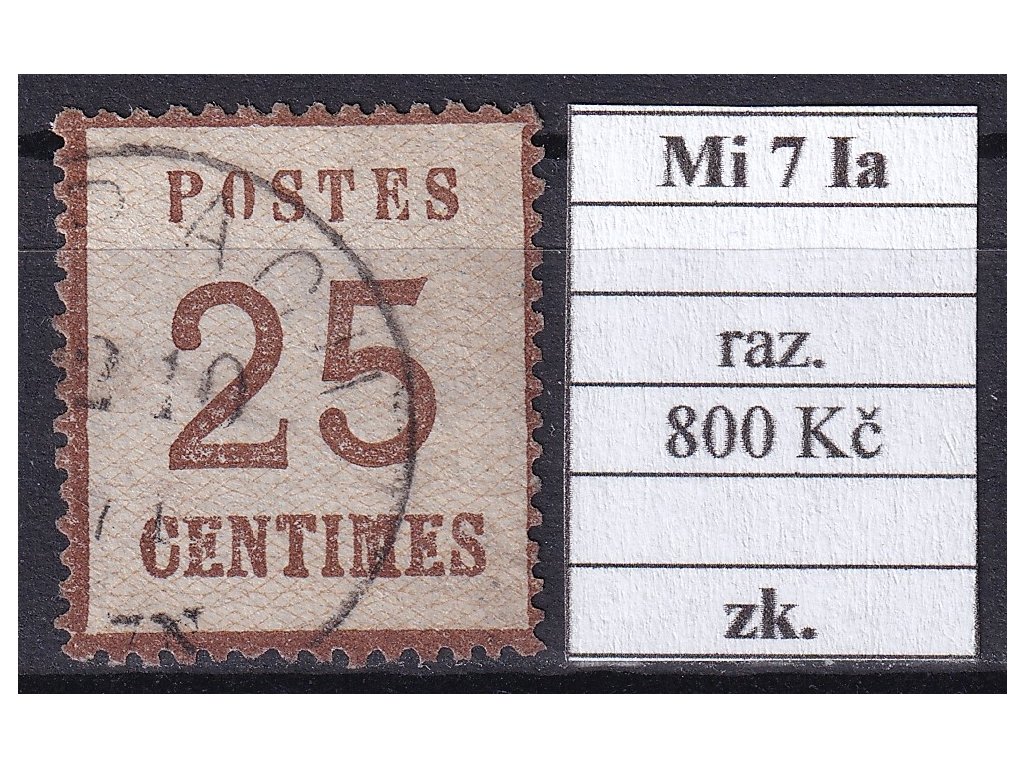 POSTES
25
CENTIMES
Mi 7 Ia
raz.
800 Kč
zk.